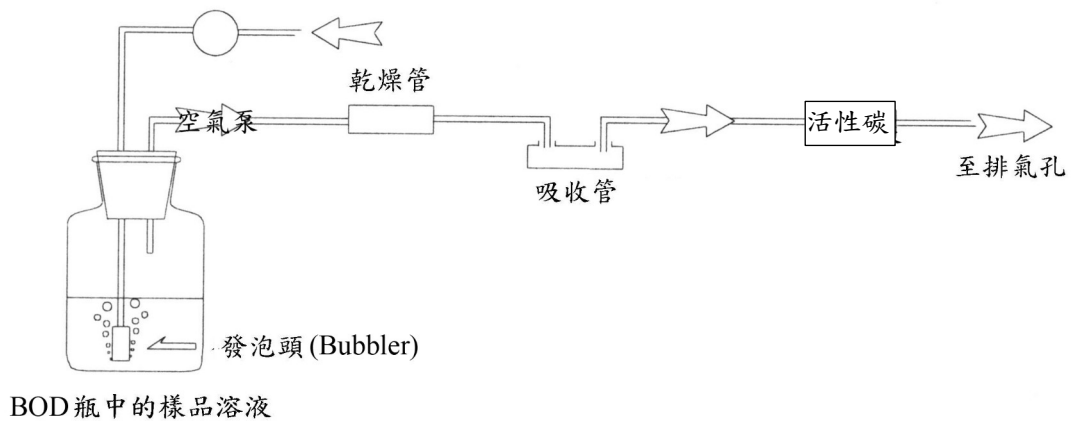 乾燥管
空氣泵
活性碳
至排氣孔
吸收管
發泡頭(Bubbler)
BOD瓶中的樣品溶液